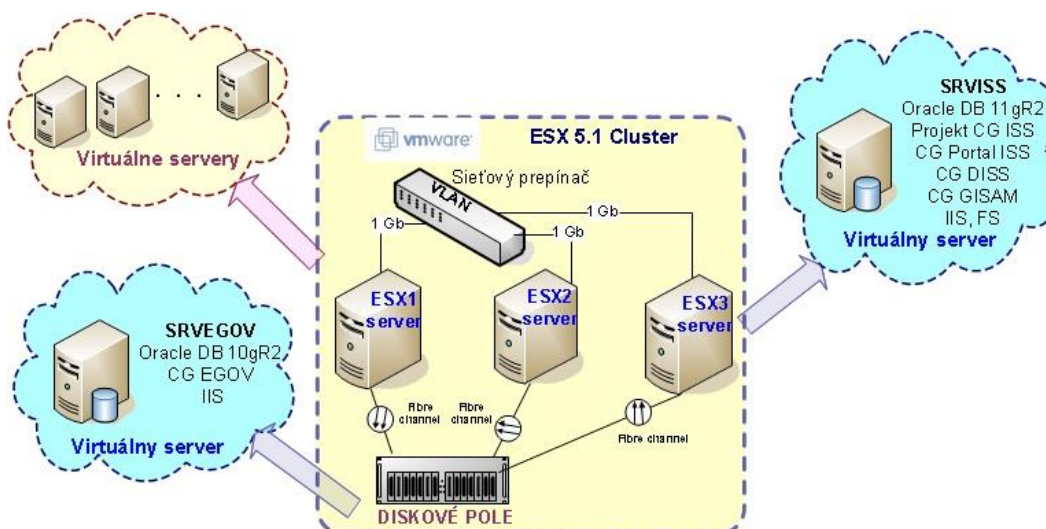 Virtuálne servery
vmware
ESX 5.1 Cluster
Sieťový prepínač
VLAN
1 Gb
1 Gb
1 Gb
ESX1
server
ESX2
server
ESX3
server
Fibre
channel
Fibre
channel
Fibre channel
DISKOVÉ POLE
SRVEGOV
Oracle DB 10gR2
CG EGOV
IIS
Virtuálny server
SRVISS
Oracle DB 11gR2
Projekt CG ISS
CG Portal ISS
CG DISS
CG GISAM
IIS, FS
Virtuálny server